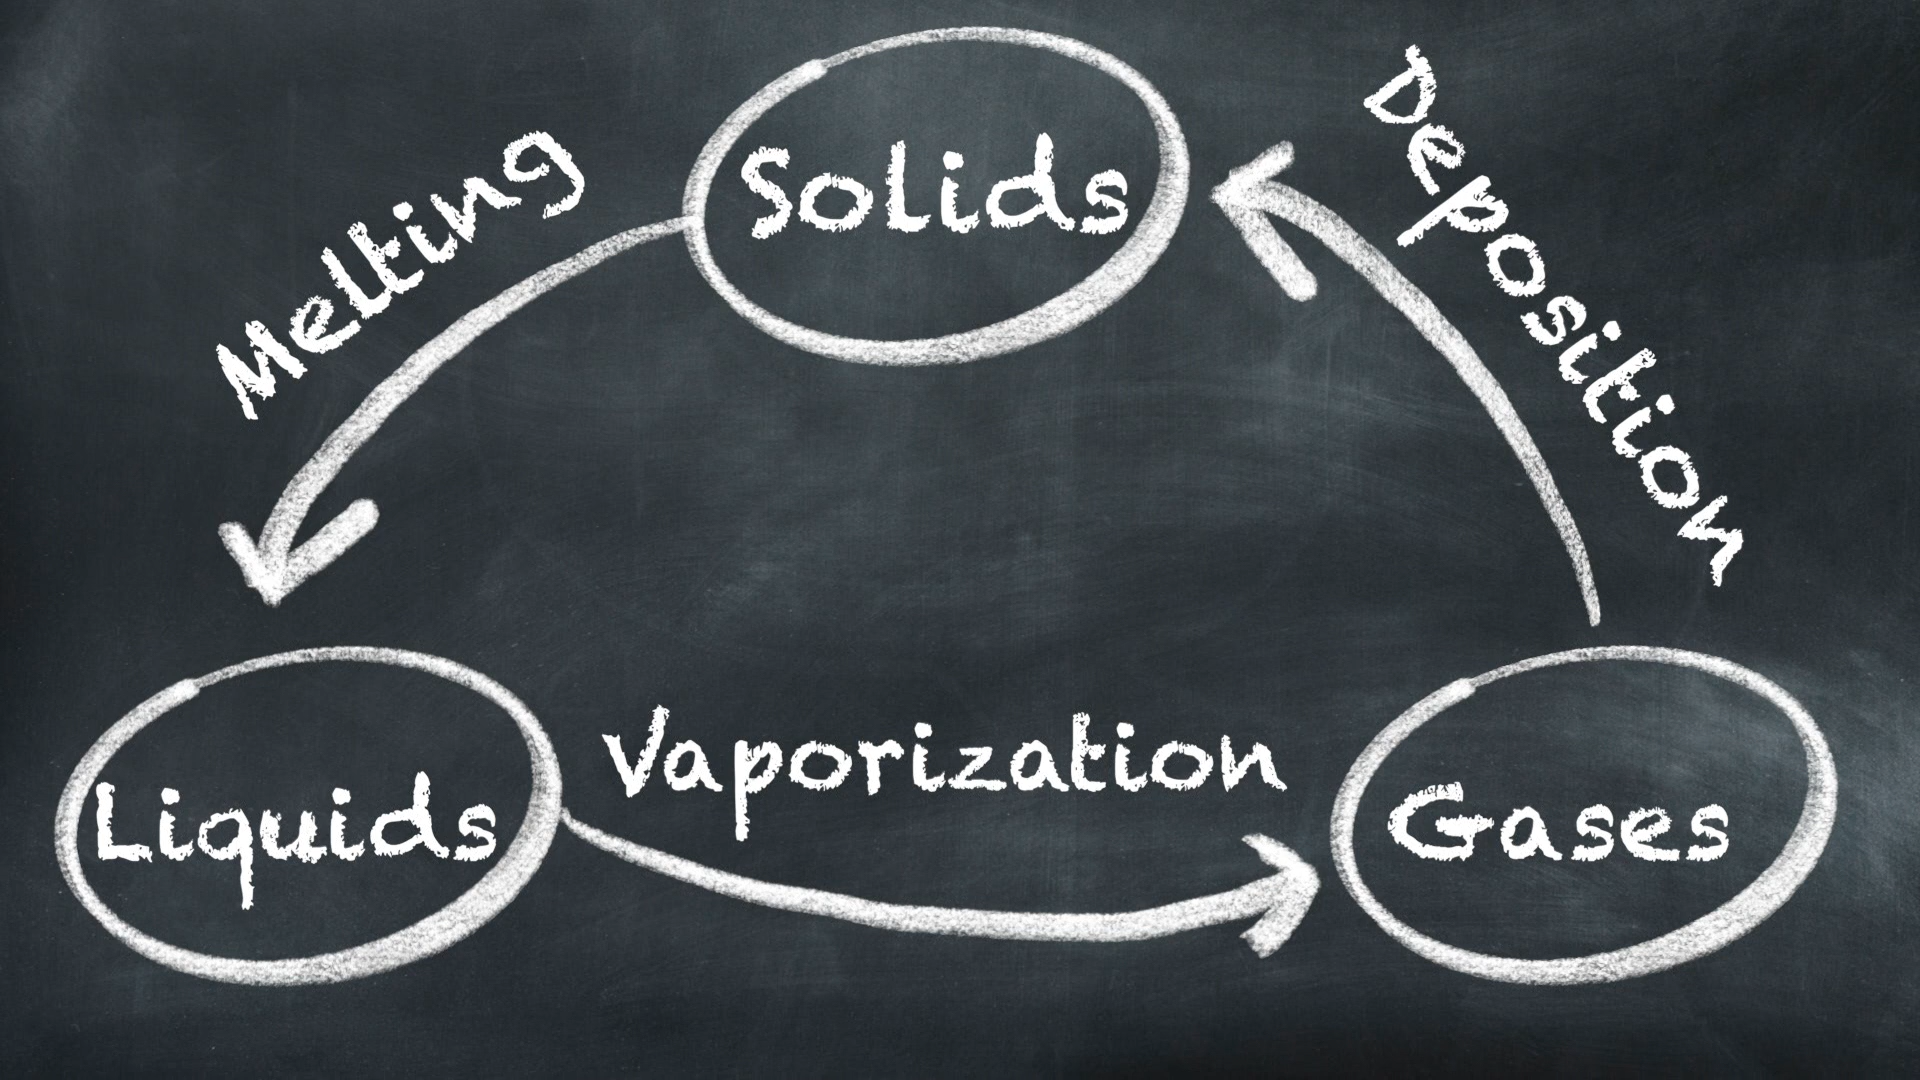 Solids
Melting
Deposition
Liquids
Vaporization
Gases